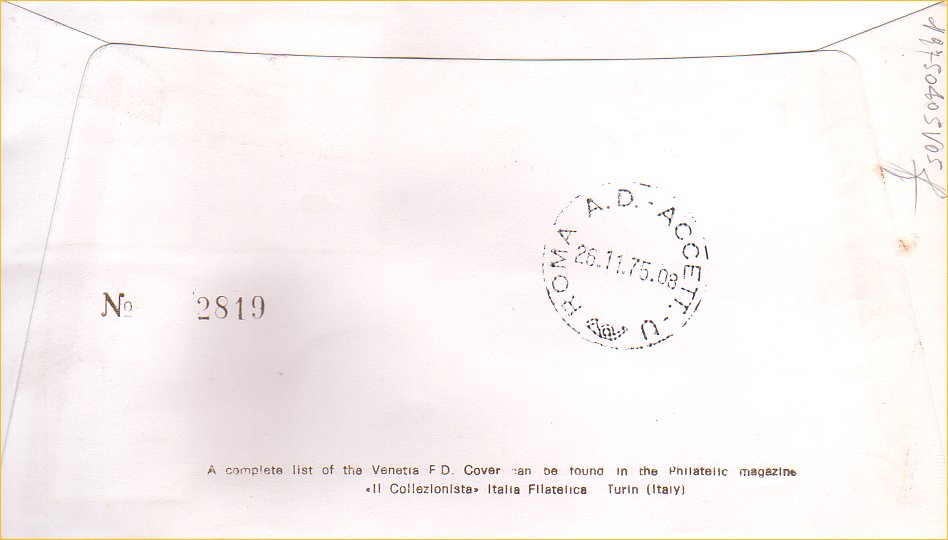 19750405V05
ROMA A.D.-ACCETT.-U
26.11.75.08
No 2819
A complete list of the Venetia F D. Cover can be found in the Philatelic magazine
«Il Collezionista» Italia Filatelica Turin (Italy)